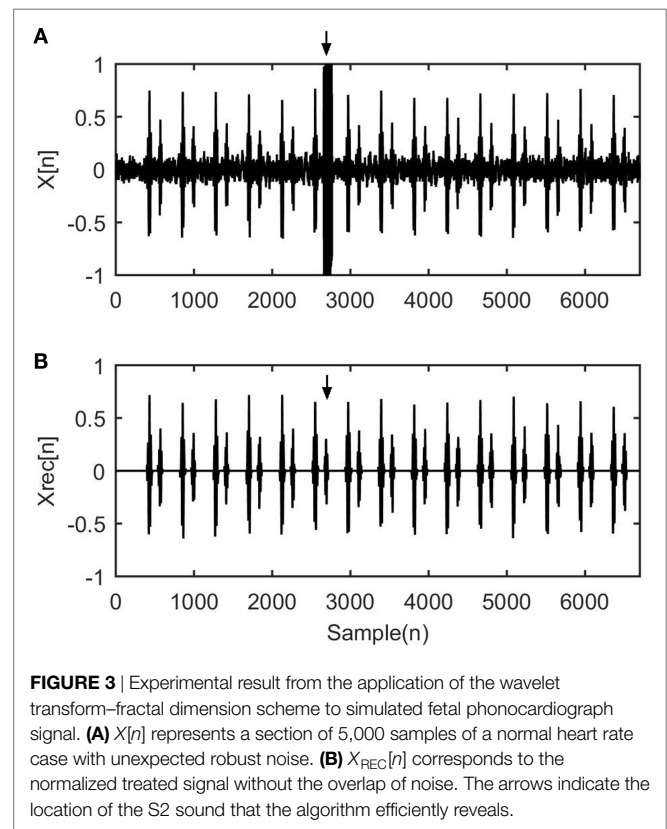 A
1
0.5
0
-0.5
-1
X[n]
0 1000 2000 3000 4000 5000 6000
B
1
0.5
0
-0.5
-1
Xrec[n]
0 1000 2000 3000 4000 5000 6000
Sample(n)
FIGURE 3 | Experimental result from the application of the wavelet
transform–fractal dimension scheme to simulated fetal phonocardiograph
signal. (A) X[n] represents a section of 5,000 samples of a normal heart rate
case with unexpected robust noise. (B) X_REC[n] corresponds to the
normalized treated signal without the overlap of noise. The arrows indicate the
location of the S2 sound that the algorithm efficiently reveals.